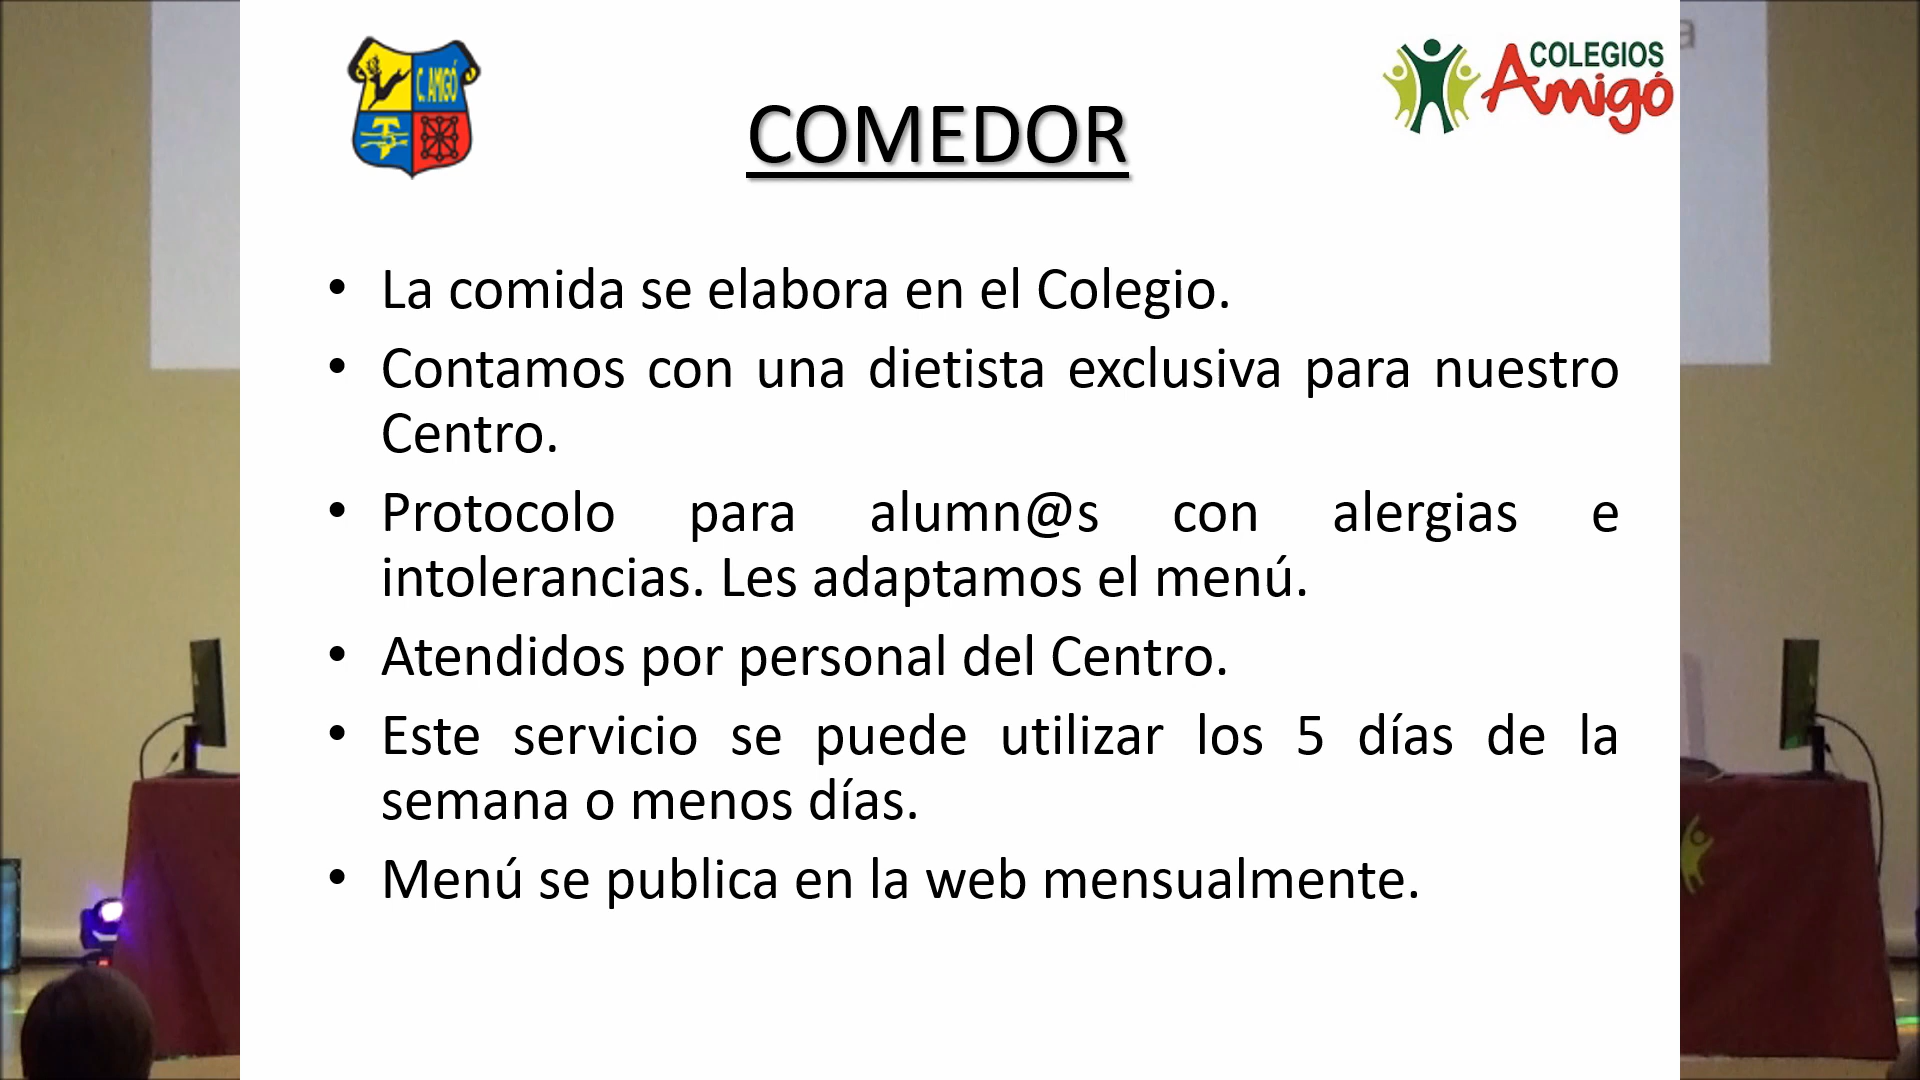 C. AMIGÓ
COLEGIOS
Amigó
COMEDOR
• La comida se elabora en el Colegio.
• Contamos con una dietista exclusiva para nuestro
Centro.
• Protocolo para alumn@s con alergias e
intolerancias. Les adaptamos el menú.
• Atendidos por personal del Centro.
• Este servicio se puede utilizar los 5 días de la
semana o menos días.
• Menú se publica en la web mensualmente.